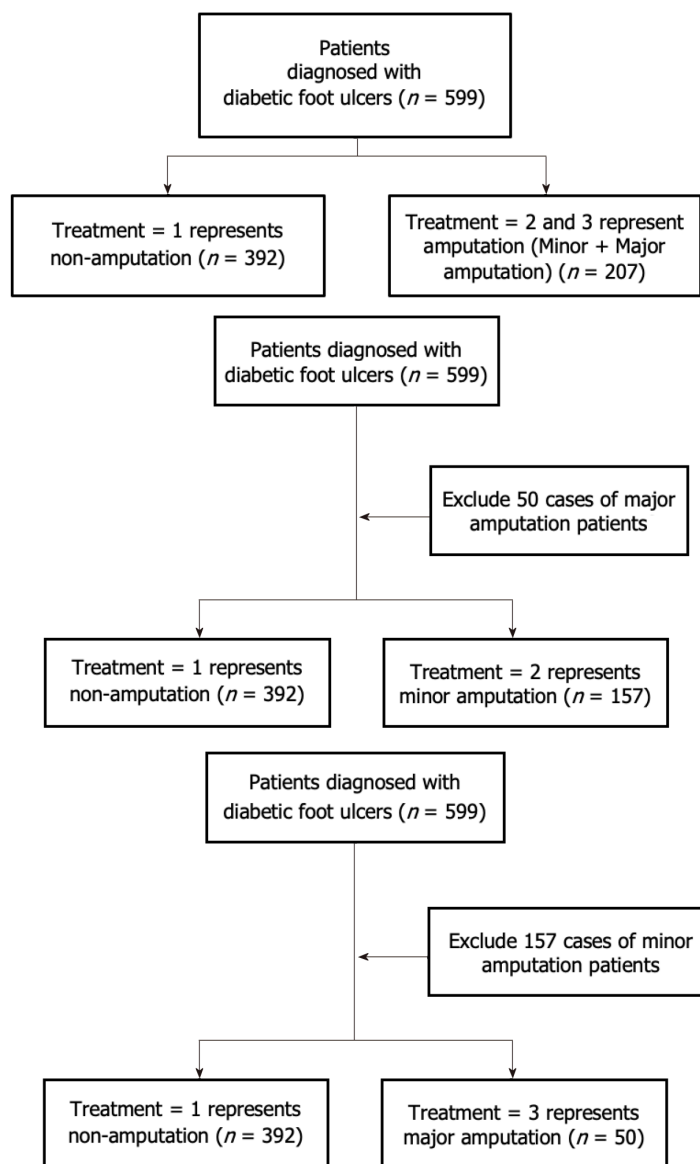 Patients
diagnosed with
diabetic foot ulcers (n = 599)
Treatment = 1 represents
non-amputation (n = 392)
Treatment = 2 and 3 represent
amputation (Minor + Major
amputation) (n = 207)
Patients diagnosed with
diabetic foot ulcers (n = 599)
Exclude 50 cases of major
amputation patients
Treatment = 1 represents
non-amputation (n = 392)
Treatment = 2 represents
minor amputation (n = 157)
Patients diagnosed with
diabetic foot ulcers (n = 599)
Exclude 157 cases of minor
amputation patients
Treatment = 1 represents
non-amputation (n = 392)
Treatment = 3 represents
major amputation (n = 50)